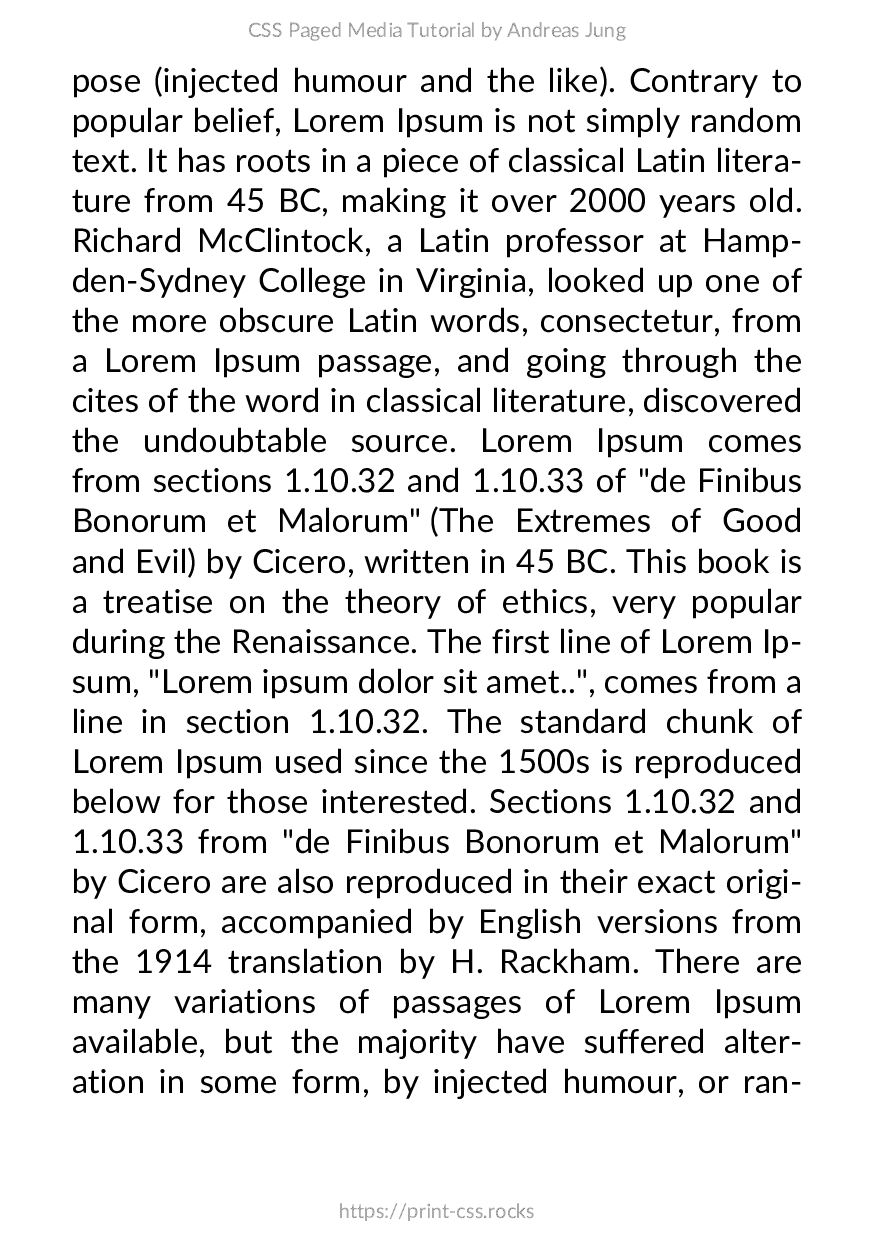 CSS Paged Media Tutorial by Andreas Jung
pose (injected humour and the like). Contrary to
popular belief, Lorem Ipsum is not simply random
text. It has roots in a piece of classical Latin litera-
ture from 45 BC, making it over 2000 years old.
Richard McClintock, a Latin professor at Hamp-
den-Sydney College in Virginia, looked up one of
the more obscure Latin words, consectetur, from
a Lorem Ipsum passage, and going through the
cites of the word in classical literature, discovered
the undoubtable source. Lorem Ipsum comes
from sections 1.10.32 and 1.10.33 of "de Finibus
Bonorum et Malorum" (The Extremes of Good
and Evil) by Cicero, written in 45 BC. This book is
a treatise on the theory of ethics, very popular
during the Renaissance. The first line of Lorem Ip-
sum, "Lorem ipsum dolor sit amet..", comes from a
line in section 1.10.32. The standard chunk of
Lorem Ipsum used since the 1500s is reproduced
below for those interested. Sections 1.10.32 and
1.10.33 from "de Finibus Bonorum et Malorum"
by Cicero are also reproduced in their exact origi-
nal form, accompanied by English versions from
the 1914 translation by H. Rackham. There are
many variations of passages of Lorem Ipsum
available, but the majority have suffered alter-
ation in some form, by injected humour, or ran-
https://print-css.rocks